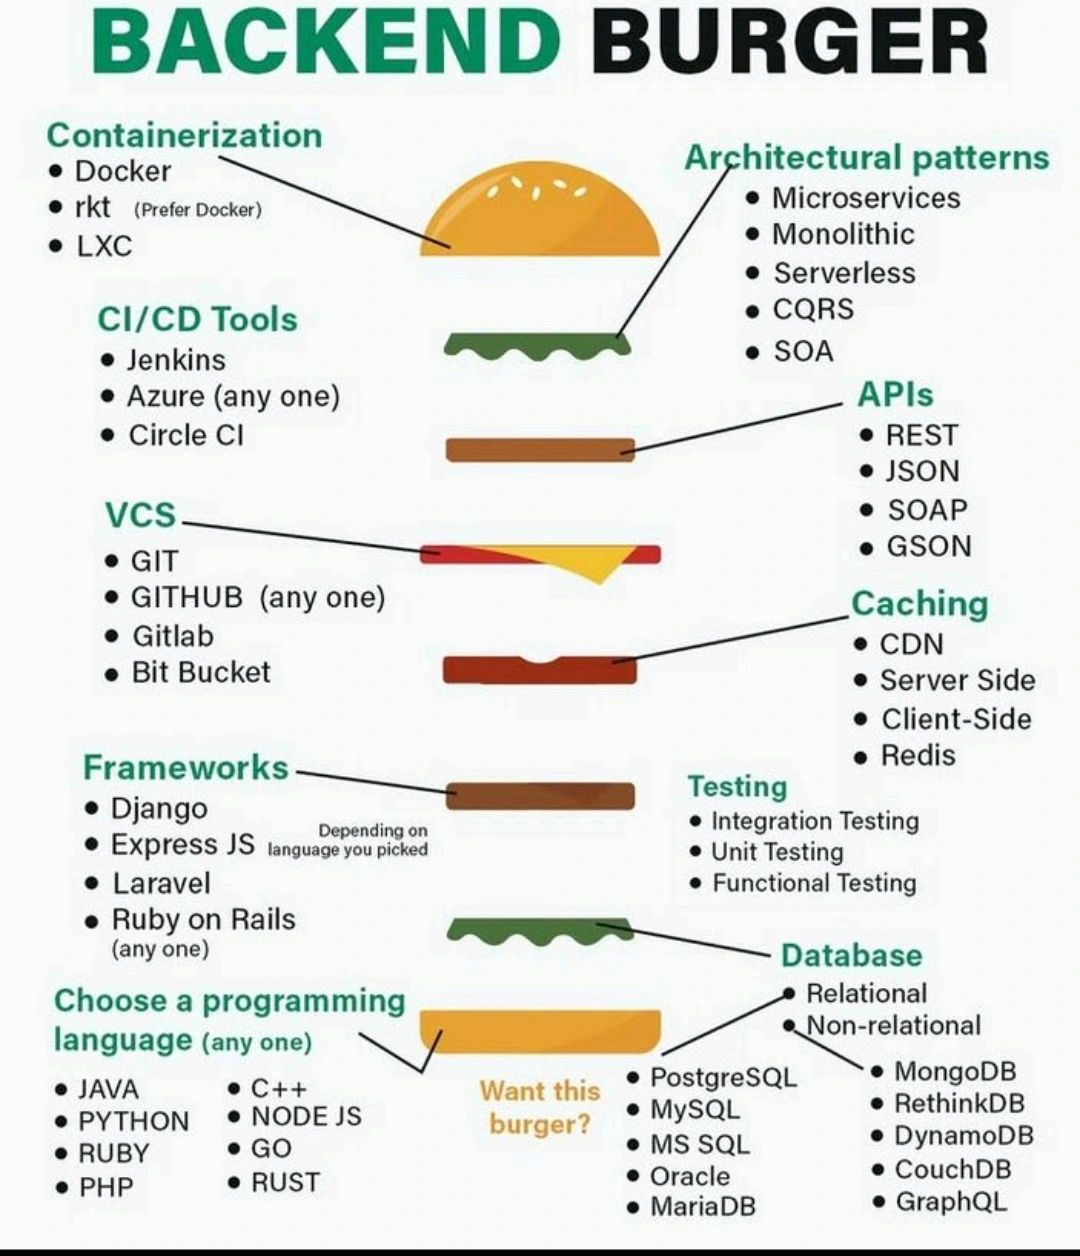 BACKEND BURGER
Containerization
Docker
rkt (Prefer Docker)
LXC
Architectural patterns
Microservices
Monolithic
Serverless
CQRS
SOA
CI/CD Tools
Jenkins
Azure (any one)
Circle CI
APIs
REST
JSON
SOAP
GSON
VCS
GIT
GITHUB (any one)
Gitlab
Bit Bucket
Caching
CDN
Server Side
Client-Side
Redis
Frameworks
Django
Express JS
Depending on
language you picked
Laravel
Ruby on Rails
(any one)
Testing
Integration Testing
Unit Testing
Functional Testing
Database
Relational
Non-relational
Choose a programming
language (any one)
JAVA
PYTHON
RUBY
PHP
C++
NODE JS
GO
RUST
Want this
burger?
PostgreSQL
MySQL
MS SQL
Oracle
MariaDB
MongoDB
RethinkDB
DynamoDB
CouchDB
GraphQL